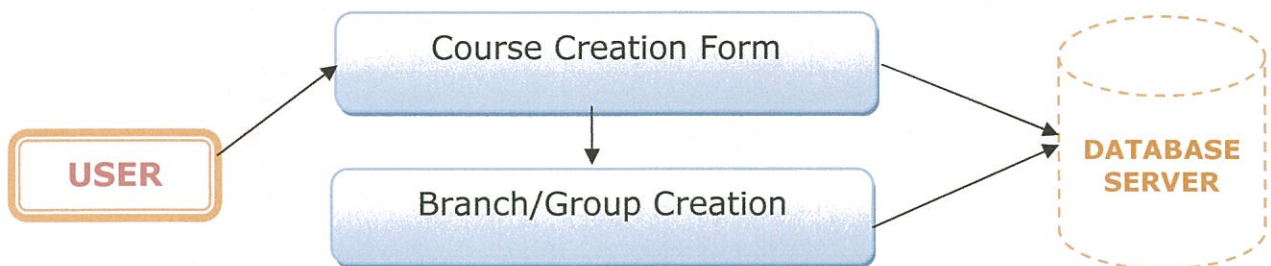 Course Creation Form
USER
Branch/Group Creation
DATABASE
SERVER